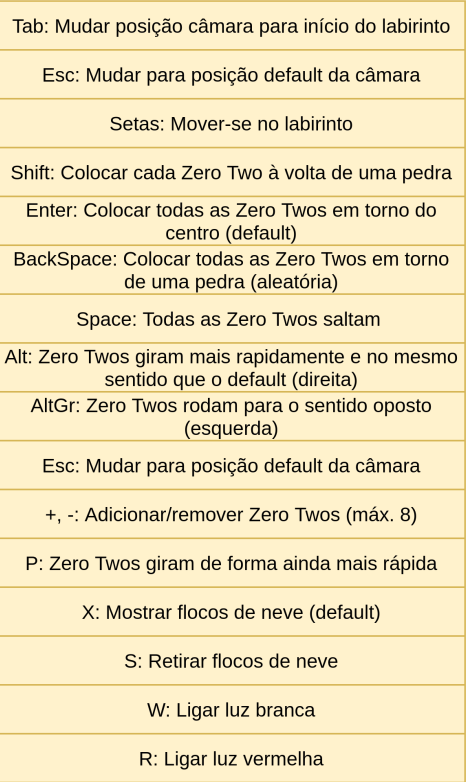 Tab: Mudar posição câmara para início do labirinto
Esc: Mudar para posição default da câmara
Setas: Mover-se no labirinto
Shift: Colocar cada Zero Two à volta de uma pedra
Enter: Colocar todas as Zero Twos em torno do
centro (default)
BackSpace: Colocar todas as Zero Twos em torno
de uma pedra (aleatória)
Space: Todas as Zero Twos saltam
Alt: Zero Twos giram mais rapidamente e no mesmo
sentido que o default (direita)
AltGr: Zero Twos rodam para o sentido oposto
(esquerda)
Esc: Mudar para posição default da câmara
+, -: Adicionar/remover Zero Twos (máx. 8)
P: Zero Twos giram de forma ainda mais rápida
X: Mostrar flocos de neve (default)
S: Retirar flocos de neve
W: Ligar luz branca
R: Ligar luz vermelha